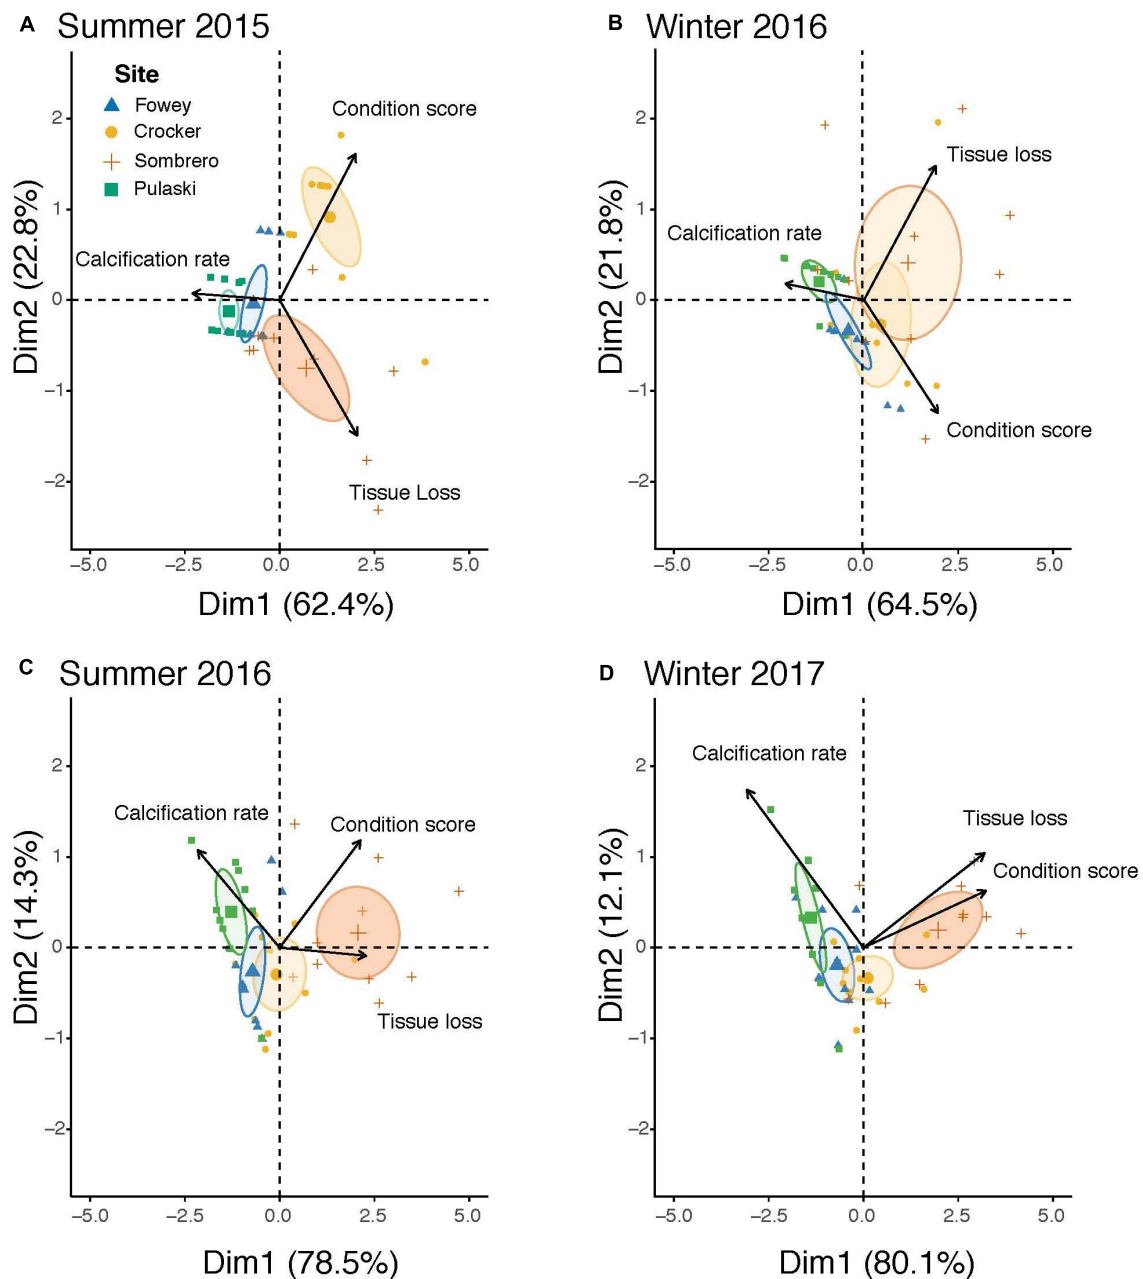 A Summer 2015
Site
Fowey
Crocker
Sombrero
Pulaski
Condition score
Calcification rate
Tissue Loss
2
1
0
−1
−2
−5.0 −2.5 0.0 2.5 5.0
Dim2 (22.8%)
Dim1 (62.4%)
B Winter 2016
Tissue loss
Calcification rate
Condition score
2
1
0
−1
−2
−5.0 −2.5 0.0 2.5 5.0
Dim2 (21.8%)
Dim1 (64.5%)
C Summer 2016
Calcification rate
Condition score
Tissue loss
2
1
0
−1
−2
−5.0 −2.5 0.0 2.5 5.0
Dim2 (14.3%)
Dim1 (78.5%)
D Winter 2017
Calcification rate
Tissue loss
Condition score
2
1
0
−1
−2
−5.0 −2.5 0.0 2.5 5.0
Dim2 (12.1%)
Dim1 (80.1%)